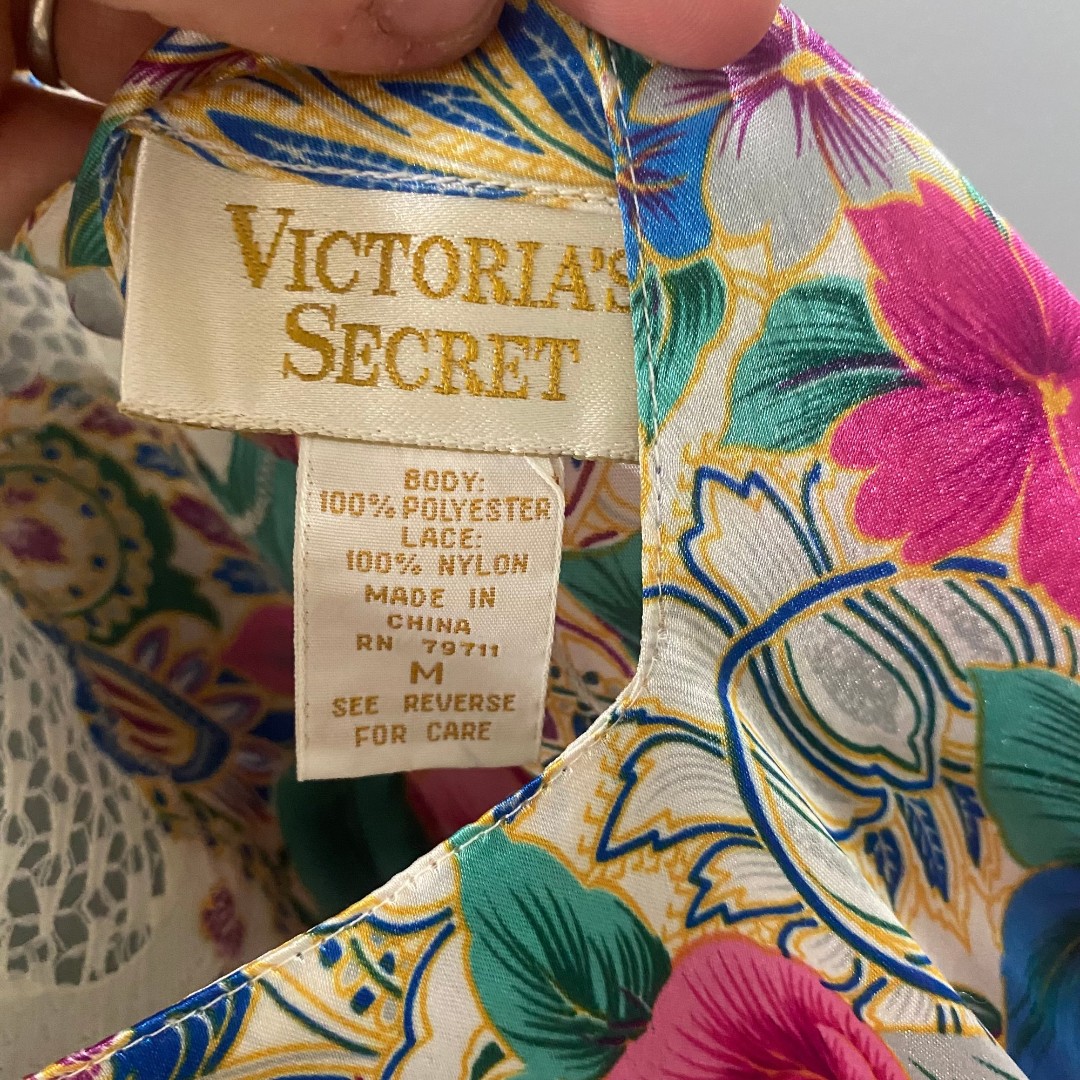 VICTORIA'S
SECRET
BODY:
100% POLYESTER
LACE:
100% NYLON
MADE IN
CHINA
RN 79711
M
SEE REVERSE
FOR CARE